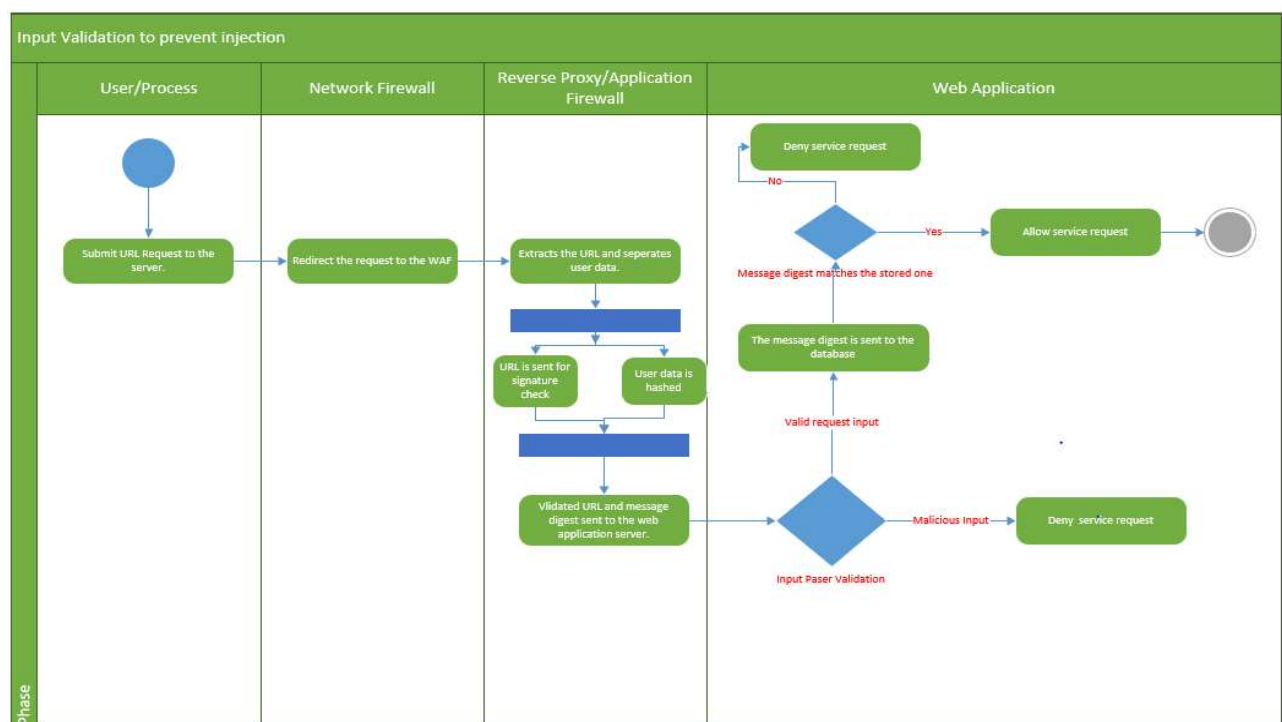 Input Validation to prevent injection
User/Process
Network Firewall
Reverse Proxy/Application
Firewall
Web Application
Deny service request
No
Submit URL Request to the
server.
Redirect the request to the WAF
Extracts the URL and seperates
user data.
Yes
Allow service request
Message digest matches the stored one
The message digest is sent to the
database
URL is sent for
signature
check
User data is
hashed
Valid request input
Vlidated URL and message
digest sent to the web
application server.
Malicious Input
Deny service request
Input Paser Validation
Phase